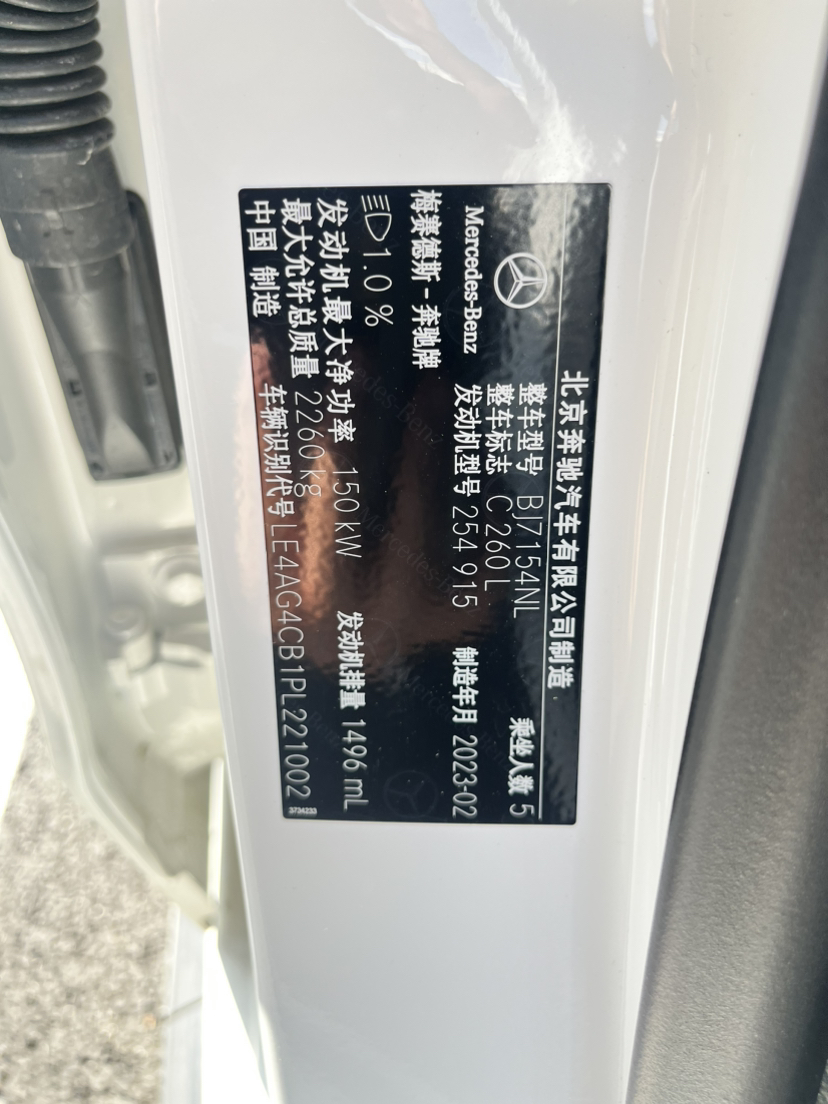 北京奔驰汽车有限公司制造
Mercedes-Benz
梅赛德斯-奔驰牌
整车型号 BJ7154NL
乘坐人数 5
整车标志 C 260 L
发动机型号 254 915
制造年月 2023-02
1.0 %
发动机最大净功率 150 kW
发动机排量 1496 mL
最大允许总质量 2260 kg
中国 制造
车辆识别代号 LE4AG4CB1PL221002
3734233